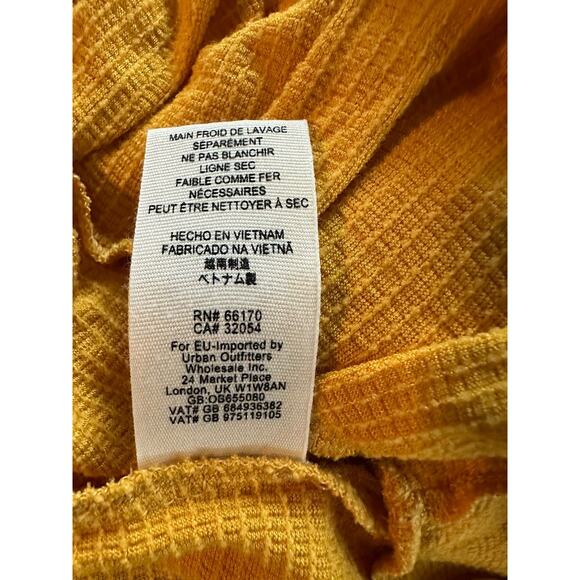 MAIN FROID DE LAVAGE
SÉPARÉMENT
NE PAS BLANCHIR
LIGNE SEC
FAIBLE COMME FER
NÉCESSAIRES
PEUT ÊTRE NETTOYER À SEC
HECHO EN VIETNAM
FABRICADO NA VIETNÃ
越南制造
ベトナム製
RN# 66170
CA# 32054
For EU-Imported by
Urban Outfitters
Wholesale Inc.
24 Market Place
London, UK W1W8AN
GB:OB655080
VAT# GB 684936382
VAT# GB 975119105